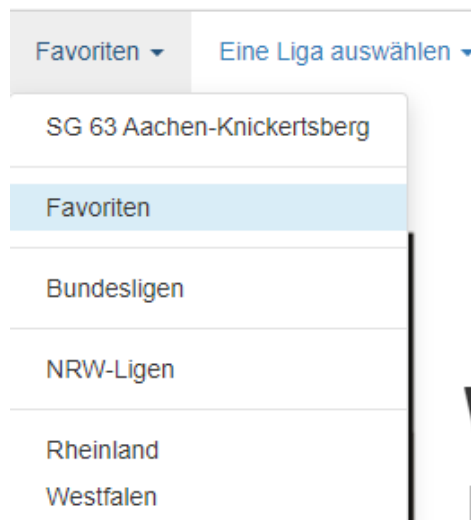 Favoriten Eine Liga auswählen
SG 63 Aachen-Knickertsberg
Favoriten
Bundesligen
NRW-Ligen
Rheinland
Westfalen